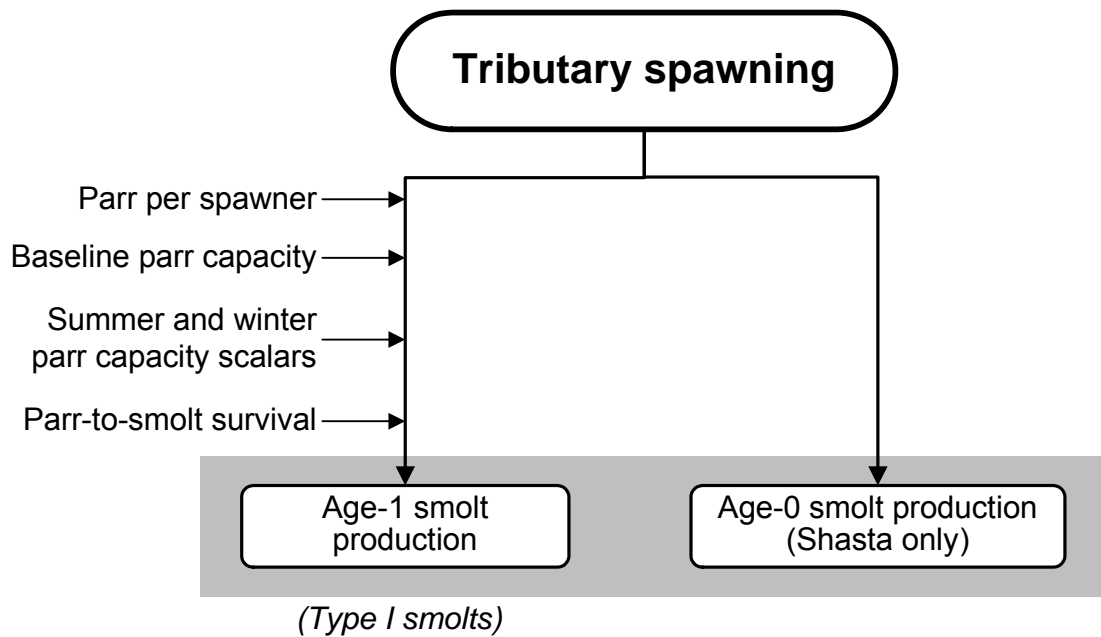 Tributary spawning
Parr per spawner
Baseline parr capacity
Summer and winter
parr capacity scalars
Parr-to-smolt survival
Age-1 smolt
production
Age-0 smolt production
(Shasta only)
(Type I smolts)